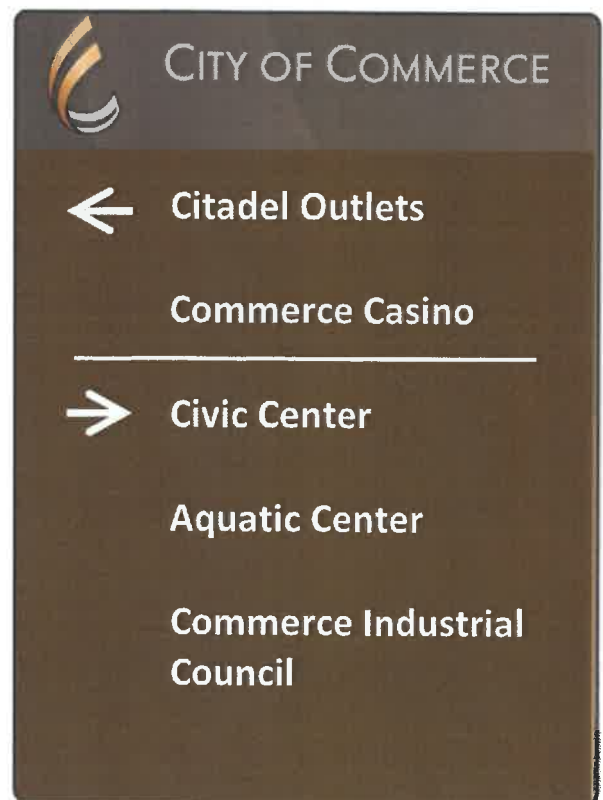 CITY OF COMMERCE
Citadel Outlets
Commerce Casino
Civic Center
Aquatic Center
Commerce Industrial
Council